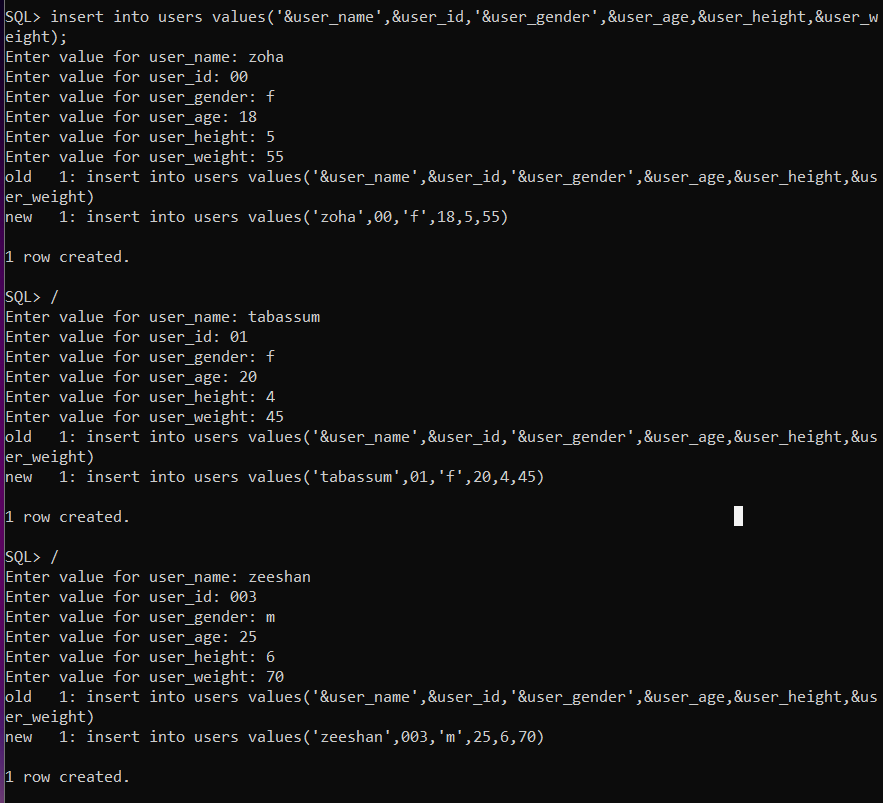 SQL> insert into users values('&user_name',&user_id,'&user_gender',&user_age,&user_height,&user_w
eight);
Enter value for user_name: zoha
Enter value for user_id: 00
Enter value for user_gender: f
Enter value for user_age: 18
Enter value for user_height: 5
Enter value for user_weight: 55
old   1: insert into users values('&user_name',&user_id,'&user_gender',&user_age,&user_height,&us
er_weight)
new   1: insert into users values('zoha',00,'f',18,5,55)

1 row created.

SQL> /
Enter value for user_name: tabassum
Enter value for user_id: 01
Enter value for user_gender: f
Enter value for user_age: 20
Enter value for user_height: 4
Enter value for user_weight: 45
old   1: insert into users values('&user_name',&user_id,'&user_gender',&user_age,&user_height,&us
er_weight)
new   1: insert into users values('tabassum',01,'f',20,4,45)

1 row created.

SQL> /
Enter value for user_name: zeeshan
Enter value for user_id: 003
Enter value for user_gender: m
Enter value for user_age: 25
Enter value for user_height: 6
Enter value for user_weight: 70
old   1: insert into users values('&user_name',&user_id,'&user_gender',&user_age,&user_height,&us
er_weight)
new   1: insert into users values('zeeshan',003,'m',25,6,70)

1 row created.